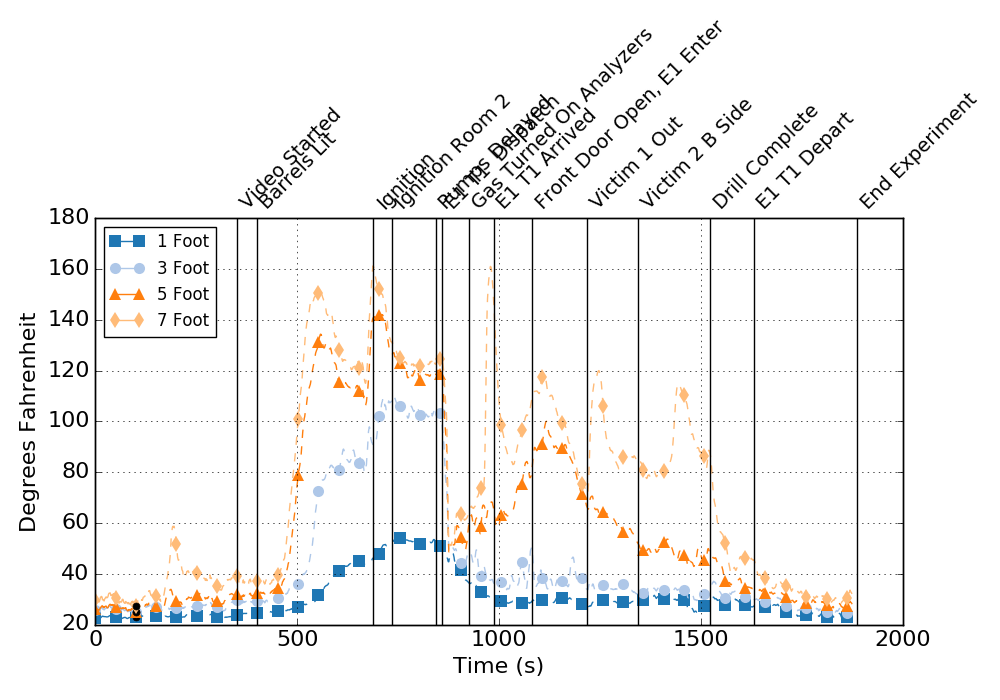 Video Started
Barrels Lit
Ignition
Ignition Room 2
Pumps Delayed
E1 T1 Dispatch
Gas Turned On Analyzers
E1 T1 Arrived
Front Door Open, E1 Enter
Victim 1 Out
Victim 2 B Side
Drill Complete
E1 T1 Depart
End Experiment
180
160
140
120
100
80
60
40
20
Degrees Fahrenheit
1 Foot
3 Foot
5 Foot
7 Foot
0 500 1000 1500 2000
Time (s)